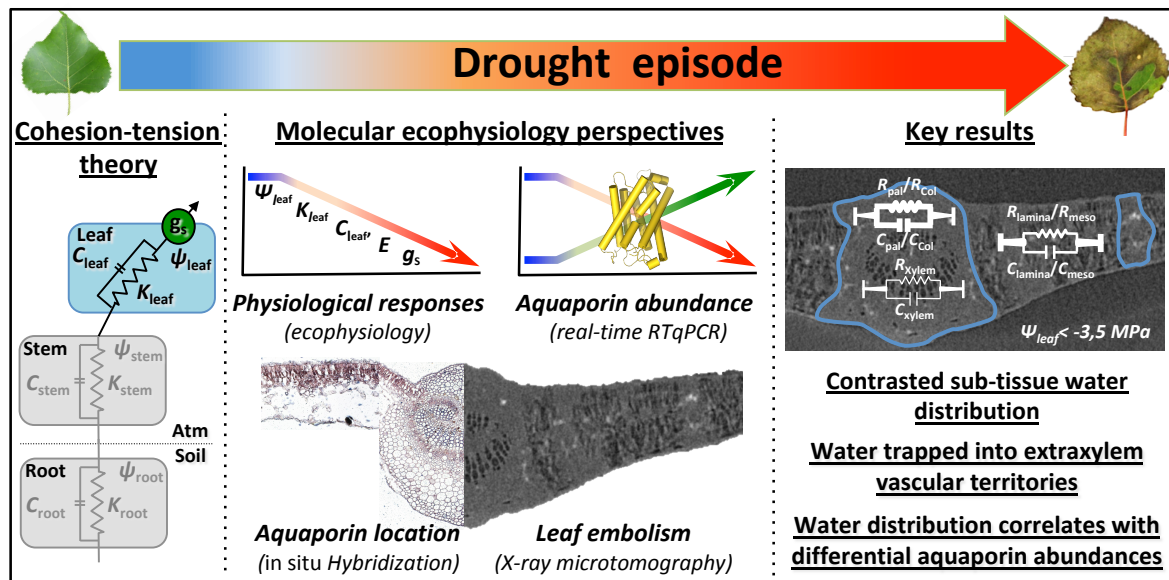 Drought episode
Cohesion-tension
theory
gs
Leaf
Cleaf
Ψleaf
Kleaf
Stem
Ψstem
Cstem
Kstem
Atm
Soil
Root
Ψroot
Croot
Kroot
Molecular ecophysiology perspectives
Ψleaf
Kleaf
Cleaf,
E
gs
Physiological responses
(ecophysiology)
Aquaporin abundance
(real-time RTqPCR)
Aquaporin location
(in situ Hybridization)
Leaf embolism
(X-ray microtomography)
Key results
Rpal/RCol
Cpal/CCol
RXylem
Cxylem
Rlamina/Rmeso
Clamina/Cmeso
Ψleaf< -3,5 MPa
Contrasted sub-tissue water
distribution
Water trapped into extraxylem
vascular territories
Water distribution correlates with
differential aquaporin abundances